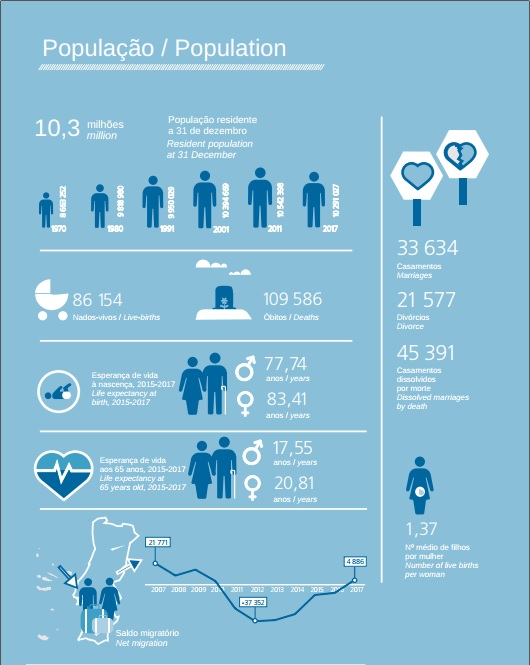 População / Population
10,3 milhões
million
População residente
a 31 de dezembro
Resident population
at 31 December
1970
1980
9 950 029
1991
2001
2011
2017
86 154
Nados-vivos / Live-births
109 586
Óbitos / Deaths
Esperança de vida
à nascença, 2015-2017
Life expectancy at
birth, 2015-2017
77,74
anos / years
83,41
anos / years
Esperança de vida
aos 65 anos, 2015-2017
Life expectancy at
65 years old, 2015-2017
17,55
anos / years
20,81
anos / years
21 771
4 886
2007 2008 2009 2011 2012 2013 2014 2015 2017
-37 352
Saldo migratório
Net migration
33 634
Casamentos
Marriages
21 577
Divórcios
Divorce
45 391
Casamentos
dissolvidos
por morte
Dissolved marriages
by death
1,37
Nº médio de filhos
por mulher
Number of live births
per woman